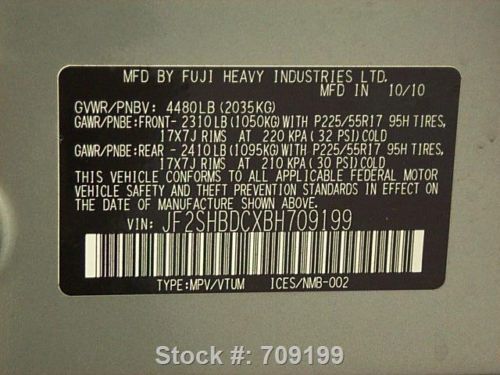 MFD BY FUJI HEAVY INDUSTRIES LTD.
MFD IN 10/10
GVWR/PNBV: 4480LB (2035KG)
GAWR/PNBE:FRONT- 2310LB (1050KG) WITH P225/55R17 95H TIRES,
17X7J RIMS AT 220 KPA (32 PSI) COLD
GAWR/PNBE:REAR - 2410LB (1095KG) WITH P225/55R17 95H TIRES,
17X7J RIMS AT 210 KPA (30 PSI) COLD
THIS VEHICLE CONFORMS TO ALL APPLICABLE FEDERAL MOTOR
VEHICLE SAFETY AND THEFT PREVENTION STANDARDS IN EFFECT ON THE
DATE OF MANUFACTURE SHOWN ABOVE.
VIN: JF2SHBDCXBH709199
TYPE:MPV/VTUM ICES/NMB-002
Stock #: 709199